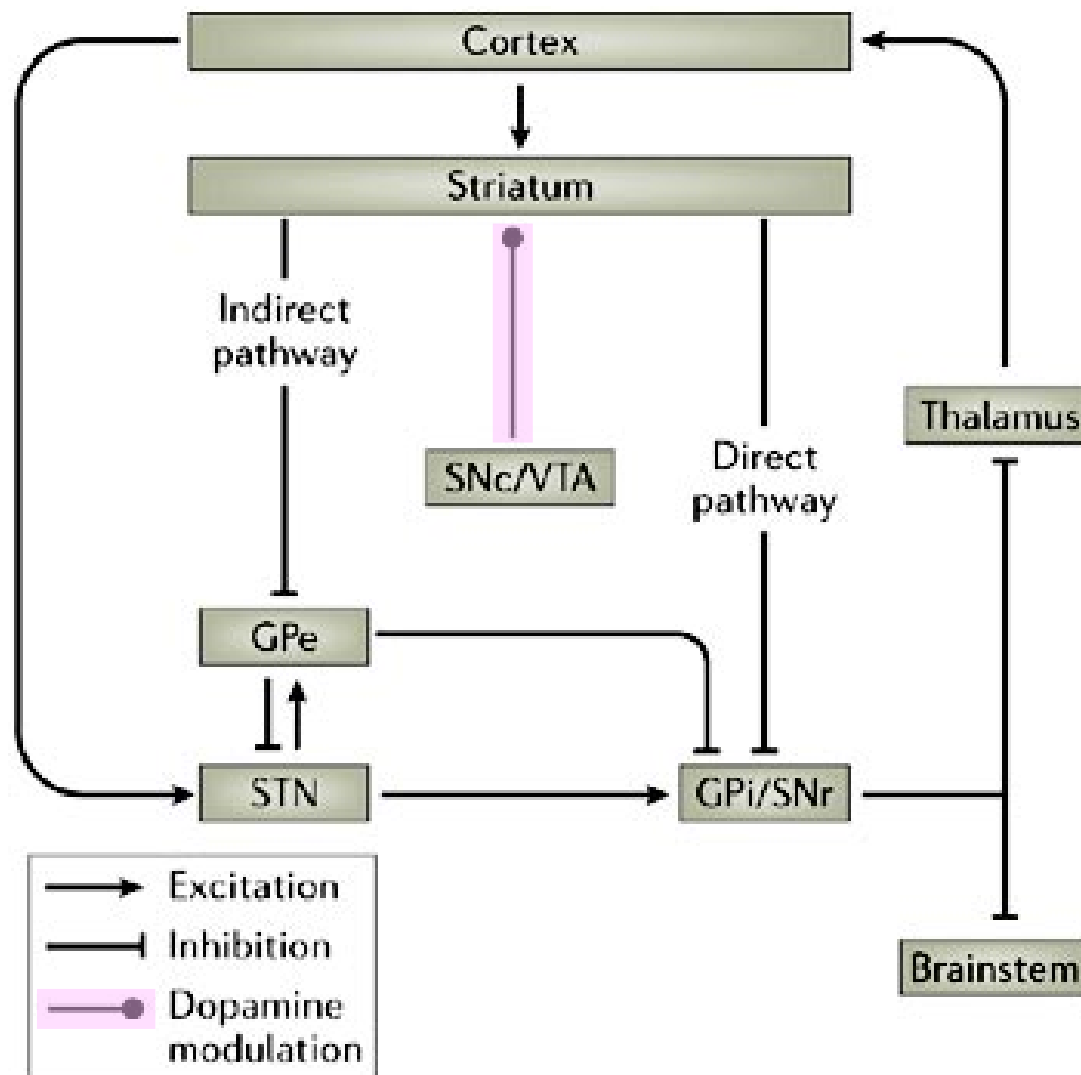 Cortex
Striatum
Indirect
pathway
SNc/VTA
Direct
pathway
Thalamus
GPe
STN
GPi/SNr
Brainstem
Excitation
Inhibition
Dopamine
modulation